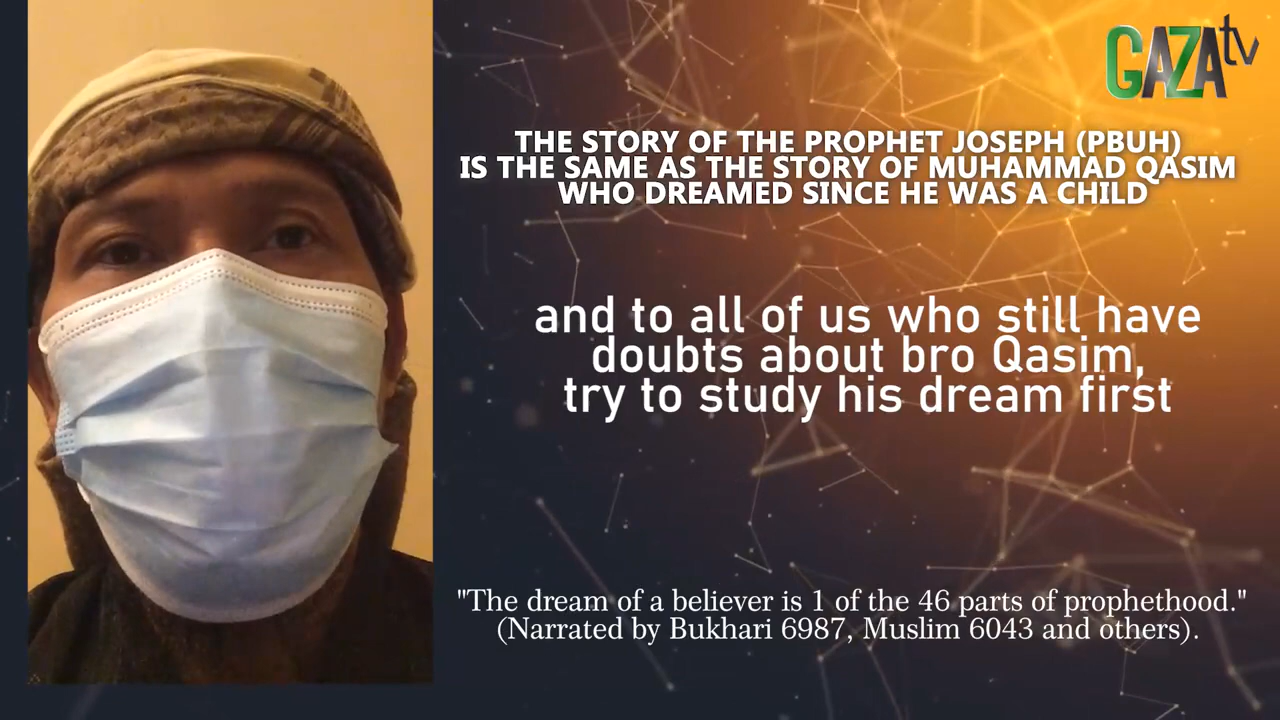 GAZAtv
THE STORY OF THE PROPHET JOSEPH (PBUH)
IS THE SAME AS THE STORY OF MUHAMMAD QASIM
WHO DREAMED SINCE HE WAS A CHILD
and to all of us who still have
doubts about bro Qasim,
try to study his dream first
"The dream of a believer is 1 of the 46 parts of prophethood."
(Narrated by Bukhari 6987, Muslim 6043 and others).